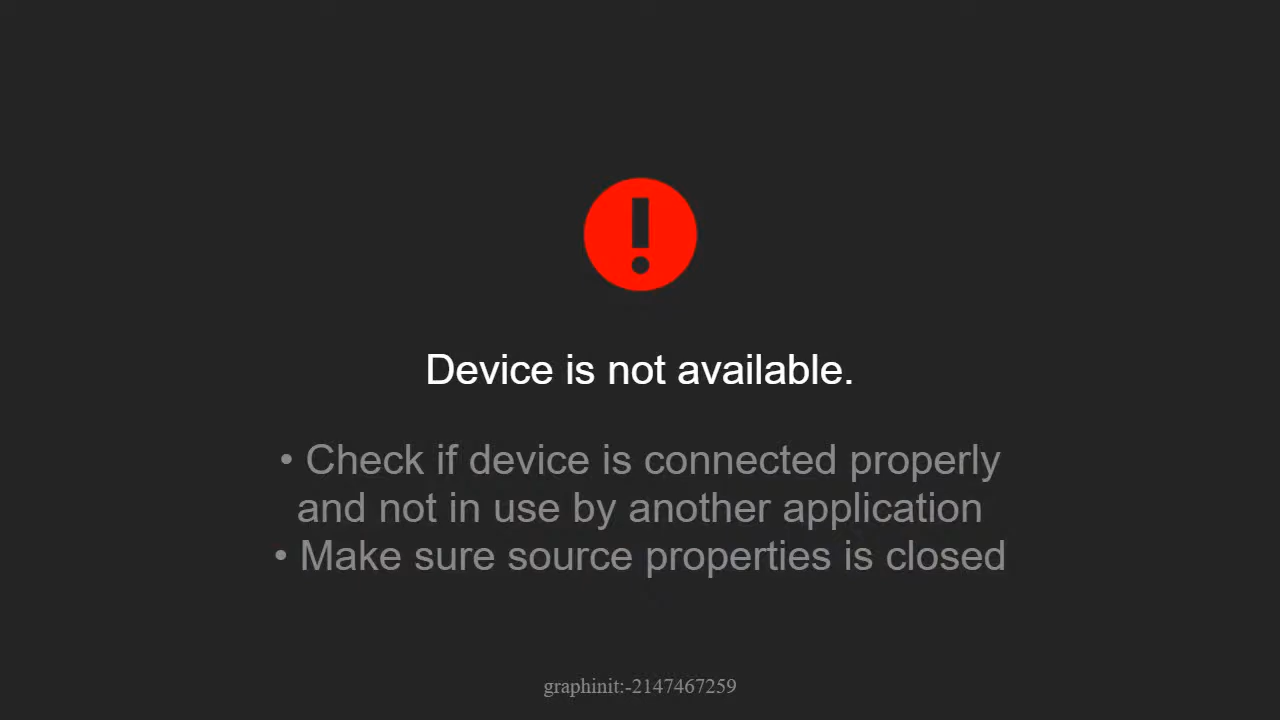 Device is not available.
• Check if device is connected properly
and not in use by another application
• Make sure source properties is closed
graphinit:-2147467259